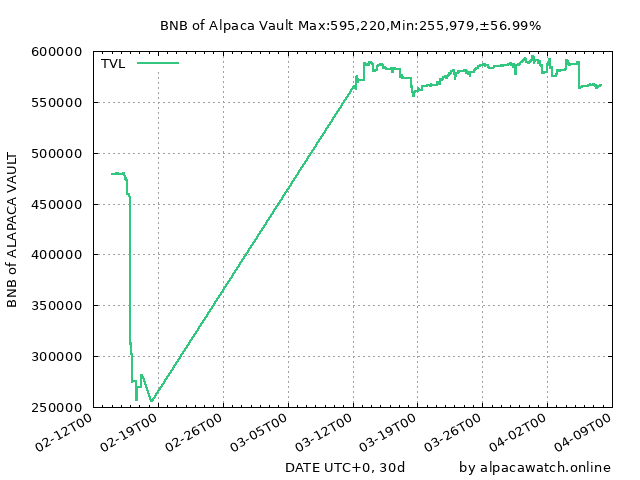 BNB of Alpaca Vault Max:595,220,Min:255,979,±56.99%
600000
TVL
550000
500000
450000
400000
350000
300000
250000
BNB of ALAPACA VAULT
02-12T00
02-19T00
02-26T00
03-05T00
03-12T00
03-19T00
03-26T00
04-02T00
04-09T00
DATE UTC+0, 30d
by alpacawatch.online